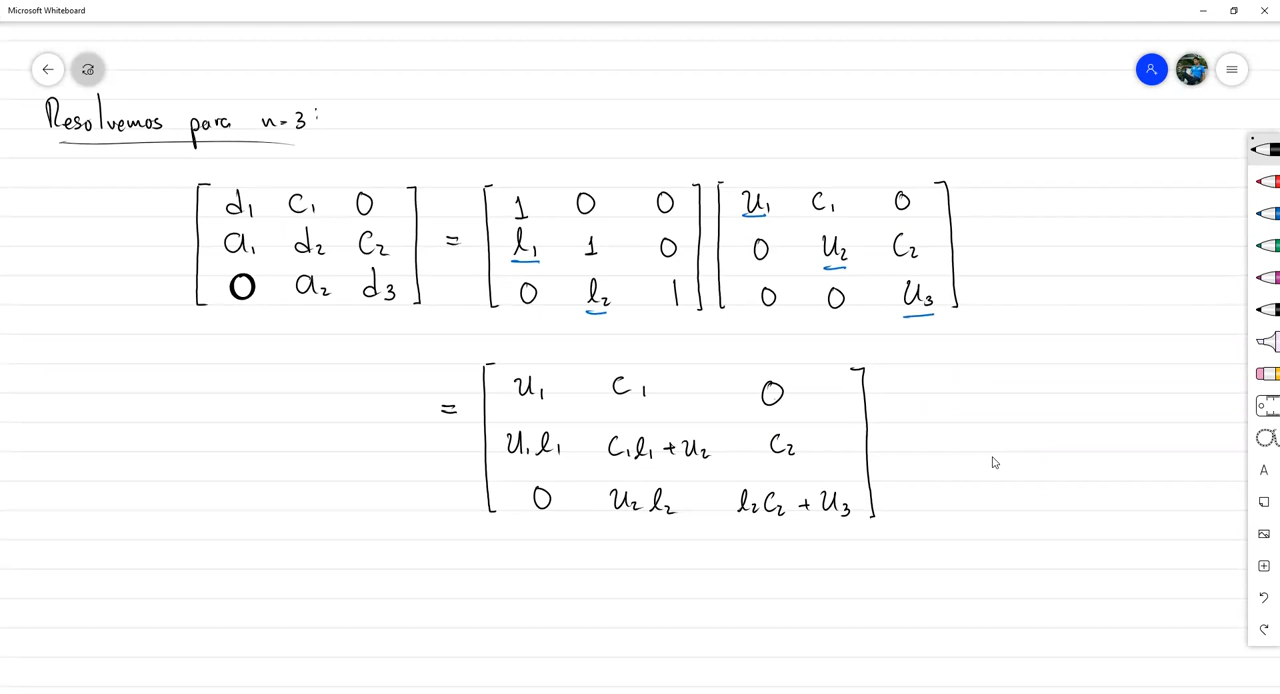 Microsoft Whiteboard
Resolvemos para n=3:
[ d₁ c₁ 0 ] = [ 1 0 0 ] [ u₁ c₁ 0 ]
[ a₁ d₂ c₂ ] [ l₁ 1 0 ] [ 0 u₂ c₂ ]
[ 0 a₂ d₃ ] [ 0 l₂ 1 ] [ 0 0 u₃ ]
= [ u₁ c₁ 0 ]
[ u₁l₁ c₁l₁+u₂ c₂ ]
[ 0 u₂l₂ l₂c₂+u₃ ]
A